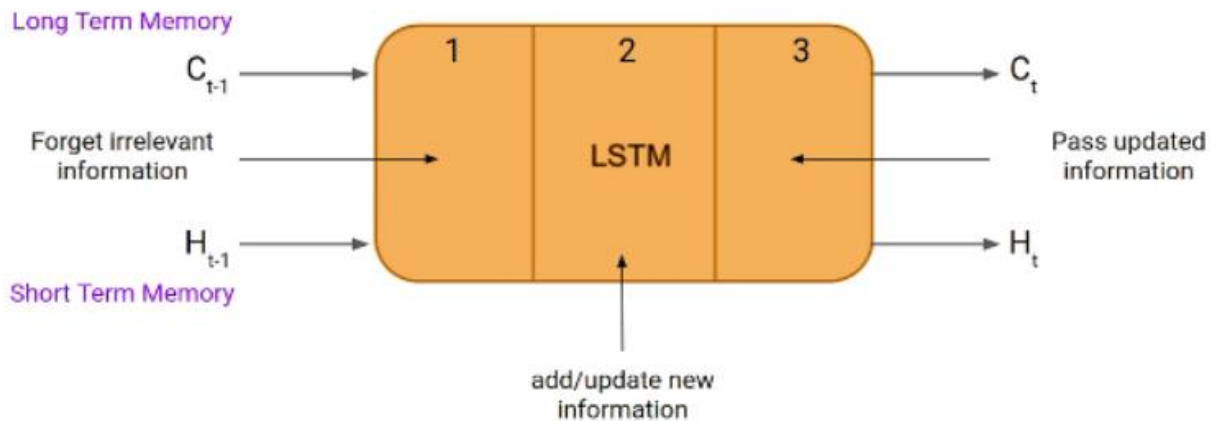 Long Term Memory
1 2 3
C t-1
C t
Forget irrelevant
information
LSTM
Pass updated
information
H t-1
H t
Short Term Memory
add/update new
information